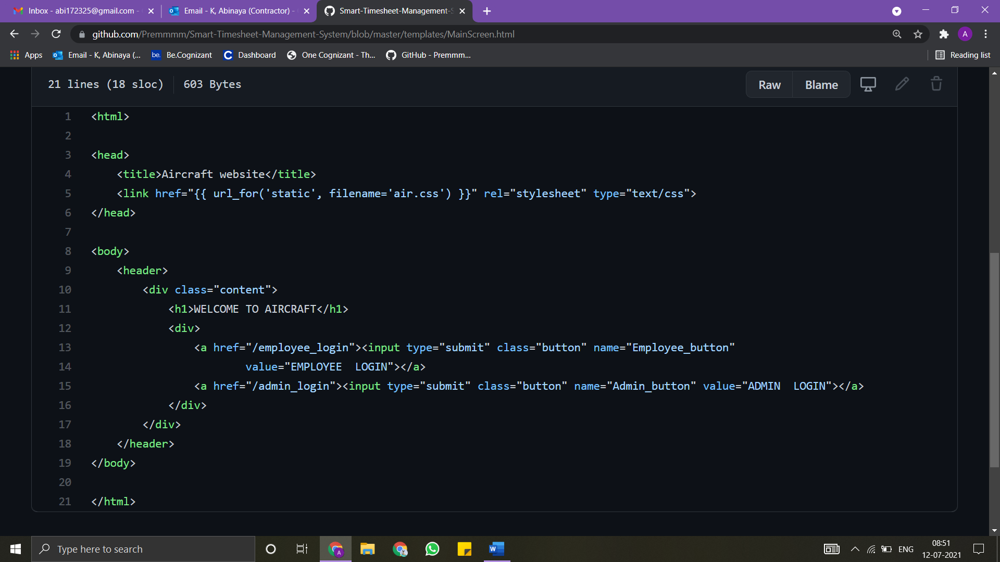 Inbox - abi172325@gmail.com -
Email - K, Abinaya (Contractor) -
Smart-Timesheet-Management-S
github.com/Premmmm/Smart-Timesheet-Management-System/blob/master/templates/MainScreen.html
A
Apps
Email - K, Abinaya (...
be. Be.Cognizant
C Dashboard
One Cognizant - Th...
GitHub - Premmm...
Reading list
21 lines (18 sloc) 603 Bytes
Raw Blame
1 <html>
2
3 <head>
4     <title>Aircraft website</title>
5     <link href="{{ url_for('static', filename='air.css') }}" rel="stylesheet" type="text/css">
6 </head>
7
8 <body>
9     <header>
10         <div class="content">
11             <h1>WELCOME TO AIRCRAFT</h1>
12             <div>
13                 <a href="/employee_login"><input type="submit" class="button" name="Employee_button"
14                         value="EMPLOYEE  LOGIN"></a>
15                 <a href="/admin_login"><input type="submit" class="button" name="Admin_button" value="ADMIN  LOGIN"></a>
16             </div>
17         </div>
18     </header>
19 </body>
20
21 </html>
Type here to search
ENG
08:51
12-07-2021